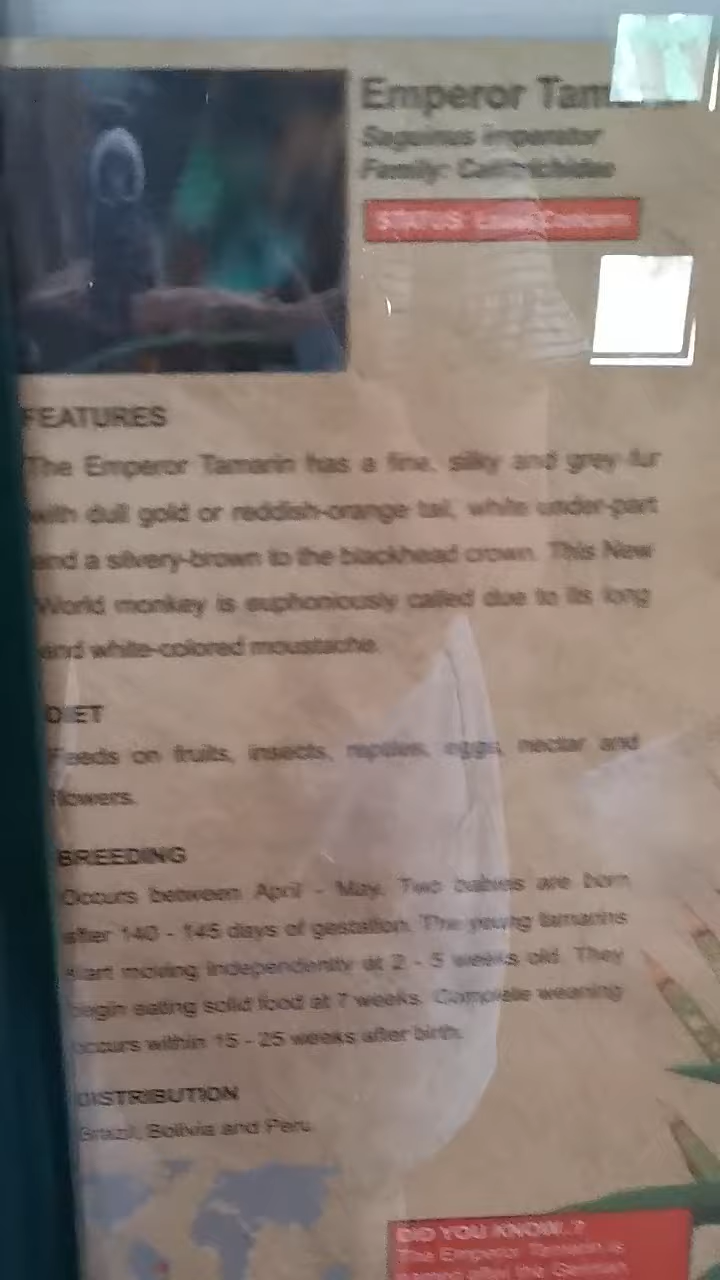 Emperor Tamarin
Saguinus imperator
Family: Callitrichidae
STATUS: Least Concern
FEATURES
The Emperor Tamarin has a fine, silky and grey fur
with dull gold or reddish-orange tail, white under-part
and a silvery-brown to the blackhead crown. This New
World monkey is euphoniously called due to its long
and white-colored moustache.
DIET
Feeds on fruits, insects, reptiles, eggs, nectar and
flowers.
BREEDING
Occurs between April - May. Two babies are born
after 140 - 145 days of gestation. The young tamarins
start moving independently at 2 - 5 weeks old. They
begin eating solid food at 7 weeks. Complete weaning
occurs within 15 - 25 weeks after birth.
DISTRIBUTION
Brazil, Bolivia and Peru
DID YOU KNOW..?
The Emperor Tamarin is
named after the German